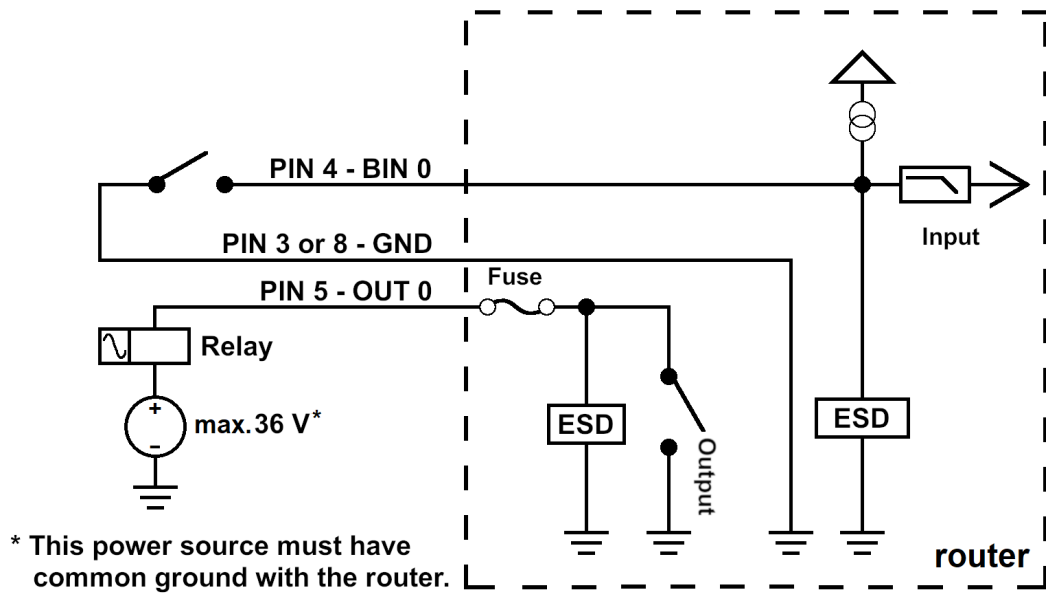 PIN 4 - BIN 0
Input
PIN 3 or 8 - GND
Fuse
PIN 5 - OUT 0
Relay
+
max. 36 V*
–
ESD
ESD
Output
* This power source must have
common ground with the router.
router